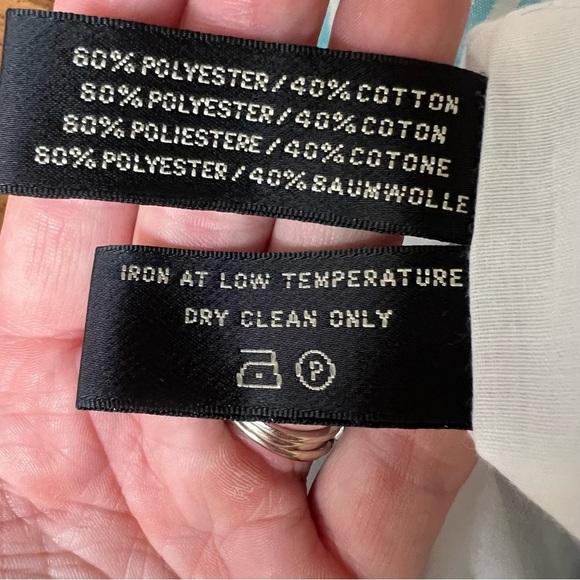 60% POLYESTER / 40% COTTON
60% POLYESTER / 40% COTON
60% POLIESTERE / 40% COTONE
60% POLYESTER / 40% BAUMWOLLE
IRON AT LOW TEMPERATURE
DRY CLEAN ONLY
P